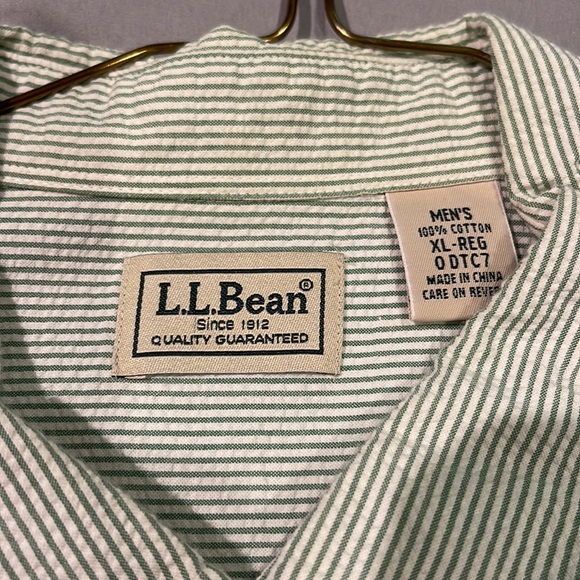 L.L.Bean®
Since 1912
QUALITY GUARANTEED
MEN'S
100% COTTON
XL-REG
0 DTC7
MADE IN CHINA
CARE ON REVER